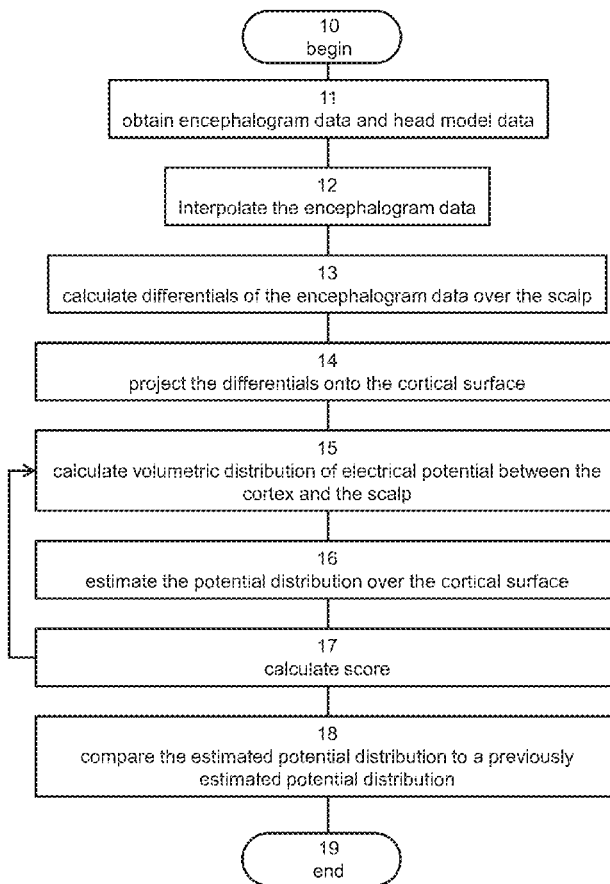 10
begin
11
obtain encephalogram data and head model data
12
Interpolate the encephalogram data
13
calculate differentials of the encephalogram data over the scalp
14
project the differentials onto the cortical surface
15
calculate volumetric distribution of electrical potential between the
cortex and the scalp
16
estimate the potential distribution over the cortical surface
17
calculate score
18
compare the estimated potential distribution to a previously
estimated potential distribution
19
end